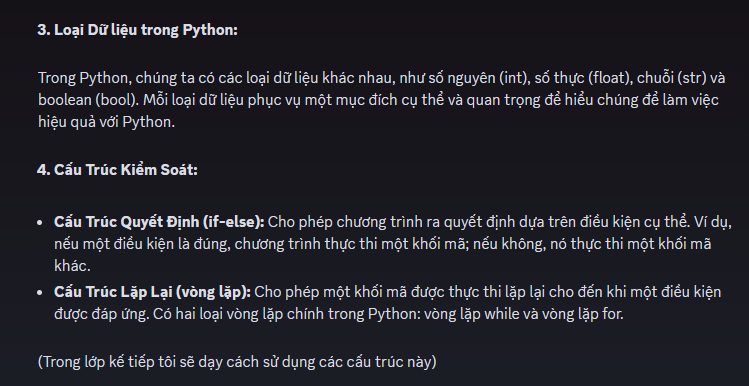 3. Loại Dữ liệu trong Python:
Trong Python, chúng ta có các loại dữ liệu khác nhau, như số nguyên (int), số thực (float), chuỗi (str) và
boolean (bool). Mỗi loại dữ liệu phục vụ một mục đích cụ thể và quan trọng để hiểu chúng để làm việc
hiệu quả với Python.
4. Cấu Trúc Kiểm Soát:
• Cấu Trúc Quyết Định (if-else): Cho phép chương trình ra quyết định dựa trên điều kiện cụ thể. Ví dụ,
nếu một điều kiện là đúng, chương trình thực thi một khối mã; nếu không, nó thực thi một khối mã
khác.
• Cấu Trúc Lặp Lại (vòng lặp): Cho phép một khối mã được thực thi lặp lại cho đến khi một điều kiện
được đáp ứng. Có hai loại vòng lặp chính trong Python: vòng lặp while và vòng lặp for.
(Trong lớp kế tiếp tôi sẽ dạy cách sử dụng các cấu trúc này)